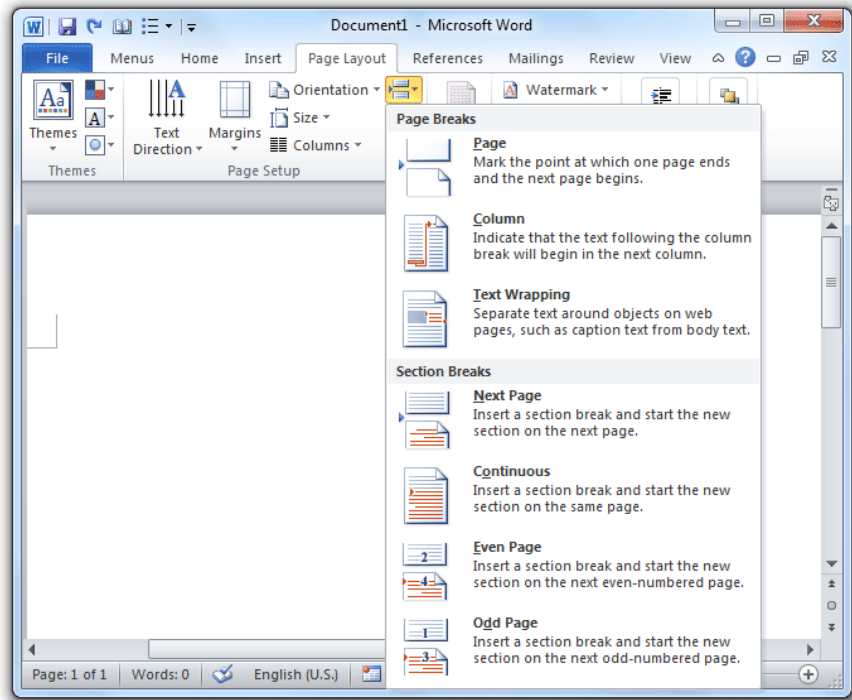 W
Document1 - Microsoft Word
File Menus Home Insert Page Layout References Mailings Review View ?
Aa
A
Themes
Text
Direction
Margins
Orientation
Size
Columns
Watermark
Themes
Page Setup
Page Breaks
Page
Mark the point at which one page ends
and the next page begins.
Column
Indicate that the text following the column
break will begin in the next column.
Text Wrapping
Separate text around objects on web
pages, such as caption text from body text.
Section Breaks
Next Page
Insert a section break and start the new
section on the next page.
Continuous
Insert a section break and start the new
section on the same page.
2
4
Even Page
Insert a section break and start the new
section on the next even-numbered page.
1
3
Odd Page
Insert a section break and start the new
section on the next odd-numbered page.
Page: 1 of 1 Words: 0 English (U.S.)